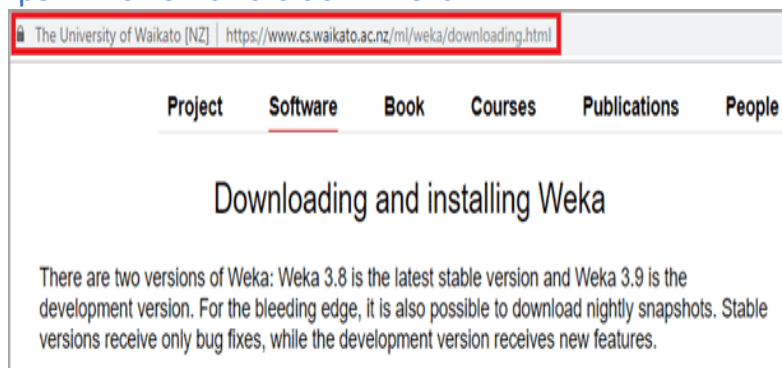 The University of Waikato [NZ] | https://www.cs.waikato.ac.nz/ml/weka/downloading.html
Project Software Book Courses Publications People
Downloading and installing Weka
There are two versions of Weka: Weka 3.8 is the latest stable version and Weka 3.9 is the
development version. For the bleeding edge, it is also possible to download nightly snapshots. Stable
versions receive only bug fixes, while the development version receives new features.